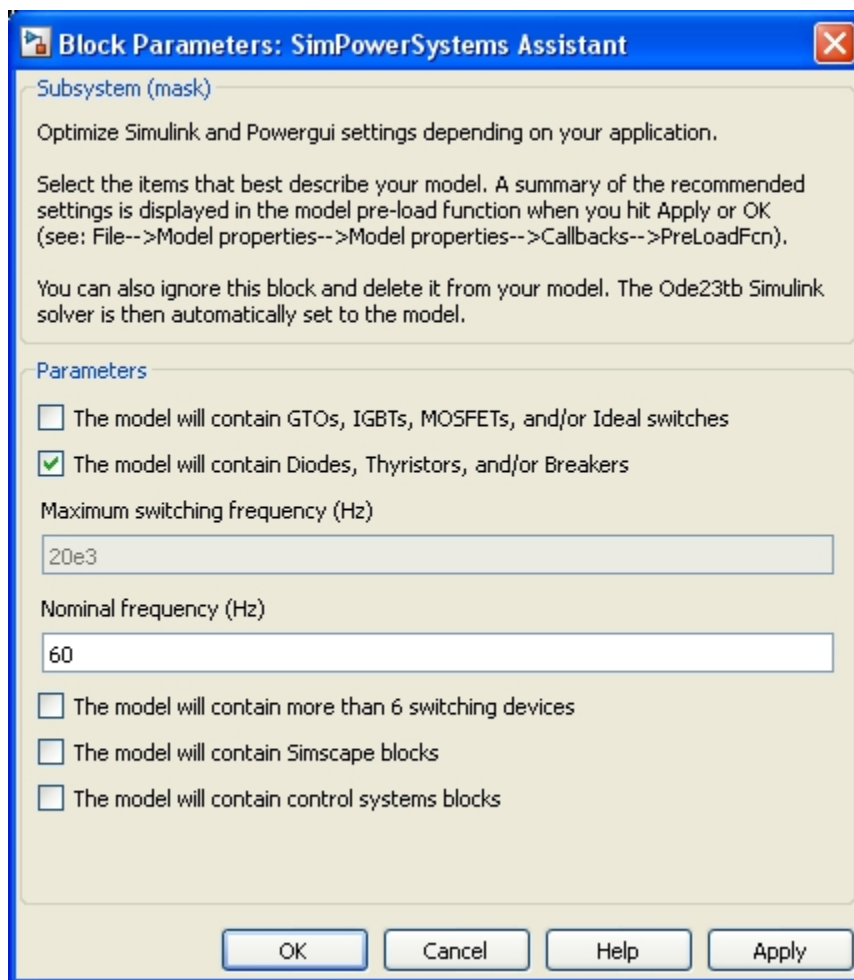 Block Parameters: SimPowerSystems Assistant
Subsystem (mask)
Optimize Simulink and Powergui settings depending on your application.
Select the items that best describe your model. A summary of the recommended
settings is displayed in the model pre-load function when you hit Apply or OK
(see: File-->Model properties-->Model properties-->Callbacks-->PreLoadFcn).
You can also ignore this block and delete it from your model. The Ode23tb Simulink
solver is then automatically set to the model.
Parameters
The model will contain GTOs, IGBTs, MOSFETs, and/or Ideal switches
The model will contain Diodes, Thyristors, and/or Breakers
Maximum switching frequency (Hz)
20e3
Nominal frequency (Hz)
60
The model will contain more than 6 switching devices
The model will contain Simscape blocks
The model will contain control systems blocks
OK Cancel Help Apply